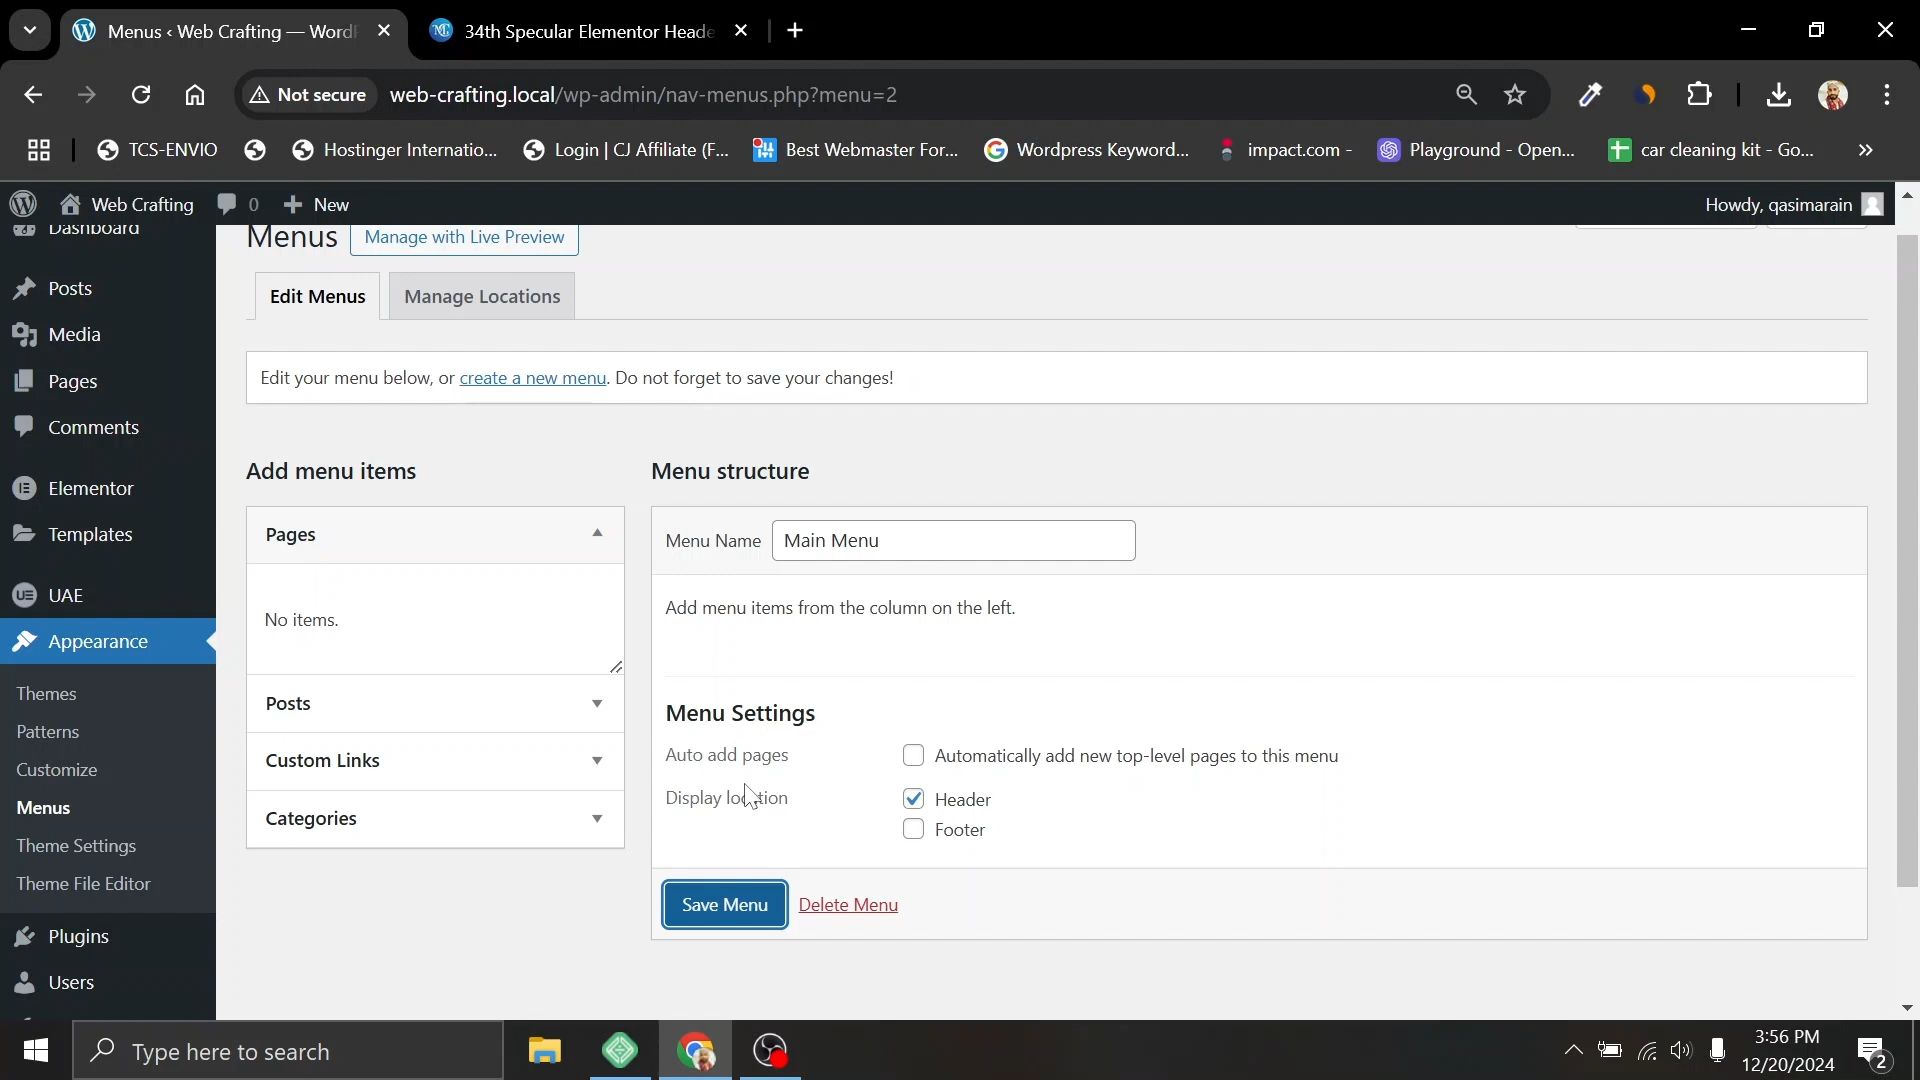 Menus ‹ Web Crafting — WordP
34th Specular Elementor Heade
Not secure
web-crafting.local/wp-admin/nav-menus.php?menu=2
TCS-ENVIO
Hostinger Internatio...
Login | CJ Affiliate (F...
Best Webmaster For...
Wordpress Keyword...
impact.com -
Playground - Open...
car cleaning kit - Go...
»
Web Crafting
0
New
Howdy, qasimarain
Dashboard
Posts
Media
Pages
Comments
Elementor
Templates
UAE
Appearance
Themes
Patterns
Customize
Menus
Theme Settings
Theme File Editor
Plugins
Users
Menus
Manage with Live Preview
Edit Menus
Manage Locations
Edit your menu below, or create a new menu. Do not forget to save your changes!
Add menu items
Pages
No items.
Posts
Custom Links
Categories
Menu structure
Menu Name
Main Menu
Add menu items from the column on the left.
Menu Settings
Auto add pages
Automatically add new top-level pages to this menu
Display location
Header
Footer
Save Menu
Delete Menu
Type here to search
3:56 PM
12/20/2024
2